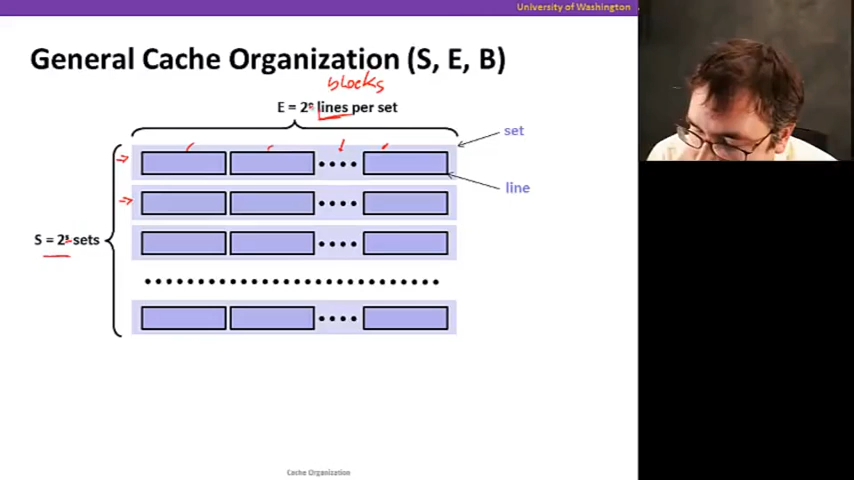 University of Washington
General Cache Organization (S, E, B)
blocks
E = 2ᵉ lines per set
set
line
S = 2ˢ sets
Cache Organization